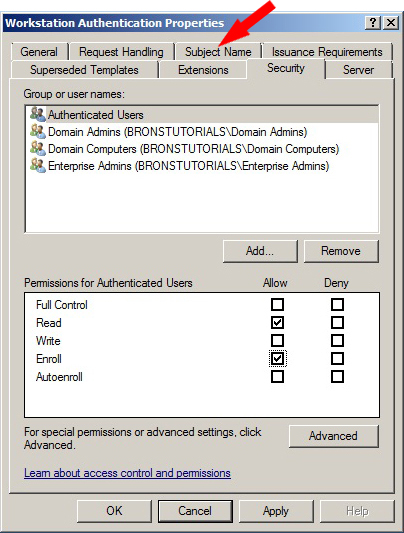 Workstation Authentication Properties
General Request Handling Subject Name Issuance Requirements
Superseded Templates Extensions Security Server
Group or user names:
Authenticated Users
Domain Admins (BRONSTUTORIALS\Domain Admins)
Domain Computers (BRONSTUTORIALS\Domain Computers)
Enterprise Admins (BRONSTUTORIALS\Enterprise Admins)
Add... Remove
Permissions for Authenticated Users Allow Deny
Full Control
Read
Write
Enroll
Autoenroll
For special permissions or advanced settings, click
Advanced.
Advanced
Learn about access control and permissions
OK Cancel Apply Help